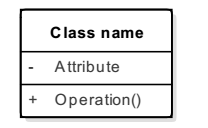 Class name
- Attribute
+ Operation()